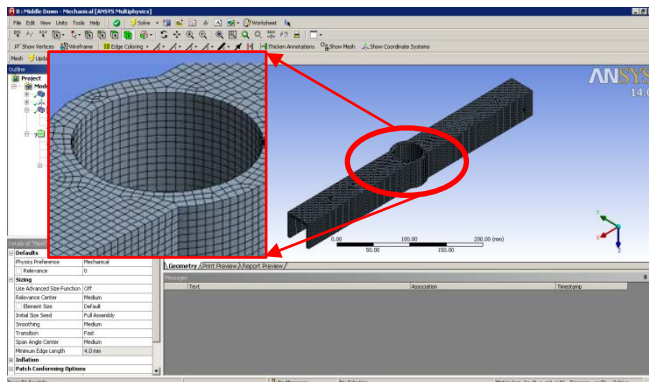 B : Middle Down - Mechanical [ANSYS Multiphysics]
File Edit View Units Tools Help Solve Worksheet
Show Vertices Wireframe Edge Coloring Thicken Annotations Show Mesh Show Coordinate Systems
Mesh
Outline
Project
ANSYS
14.0
0.00 100.00 200.00 (mm)
50.00 150.00
Defaults
Physics Preference Mechanical
Relevance 0
Sizing
Use Advanced Size Function Off
Relevance Center Medium
Element Size Default
Initial Size Seed Full Assembly
Smoothing Medium
Transition Fast
Span Angle Center Medium
Minimum Edge Length 4.0 mm
Inflation
Patch Conforming Options
Geometry Print Preview Report Preview
Messages
Text Association Timestamp